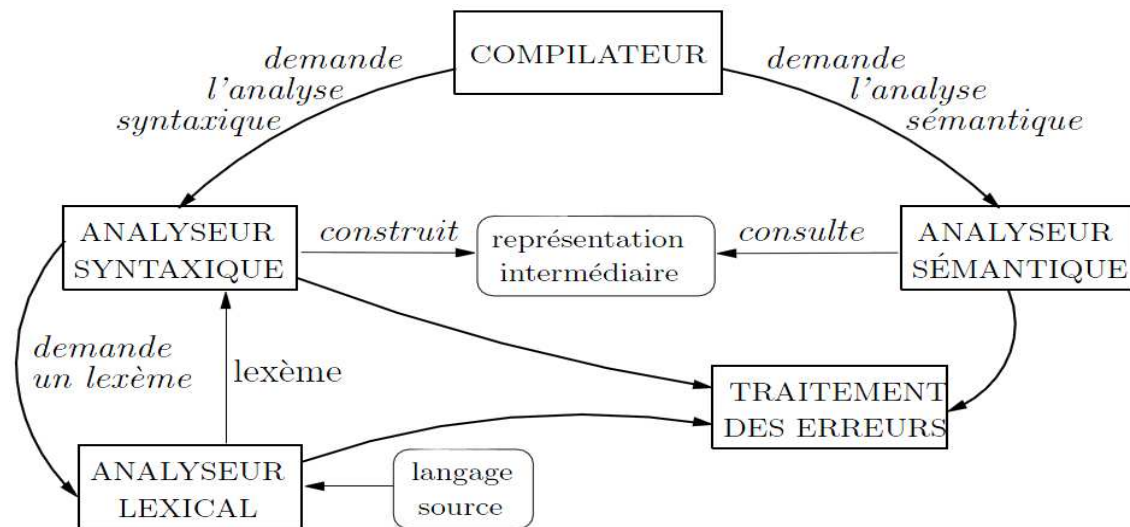 COMPILATEUR
demande
l'analyse
syntaxique
demande
l'analyse
sémantique
ANALYSEUR
SYNTAXIQUE
construit
représentation
intermédiaire
consulte
ANALYSEUR
SÉMANTIQUE
demande
un lexème
lexème
TRAITEMENT
DES ERREURS
ANALYSEUR
LEXICAL
langage
source